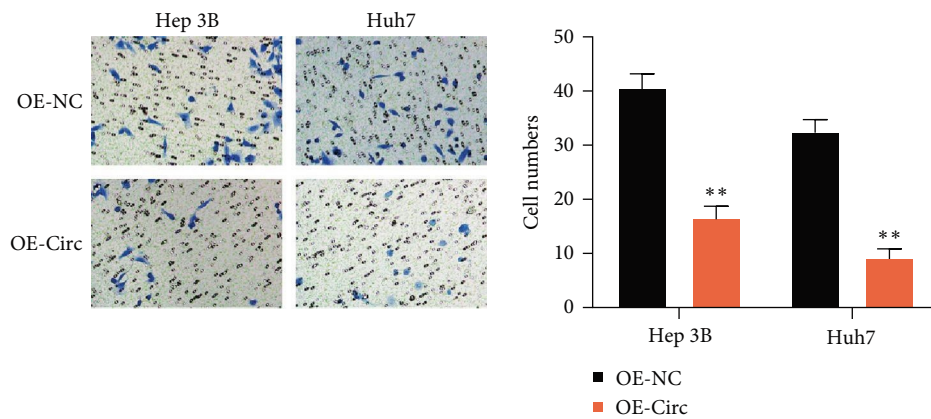 Hep 3B
Huh7
OE-NC
OE-Circ
Cell numbers
50
40
30
20
10
0
**
**
Hep 3B
Huh7
OE-NC
OE-Circ